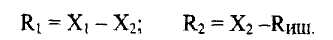 R₁ = X₁ – X₂; R₂ = X₂ –Rиш.